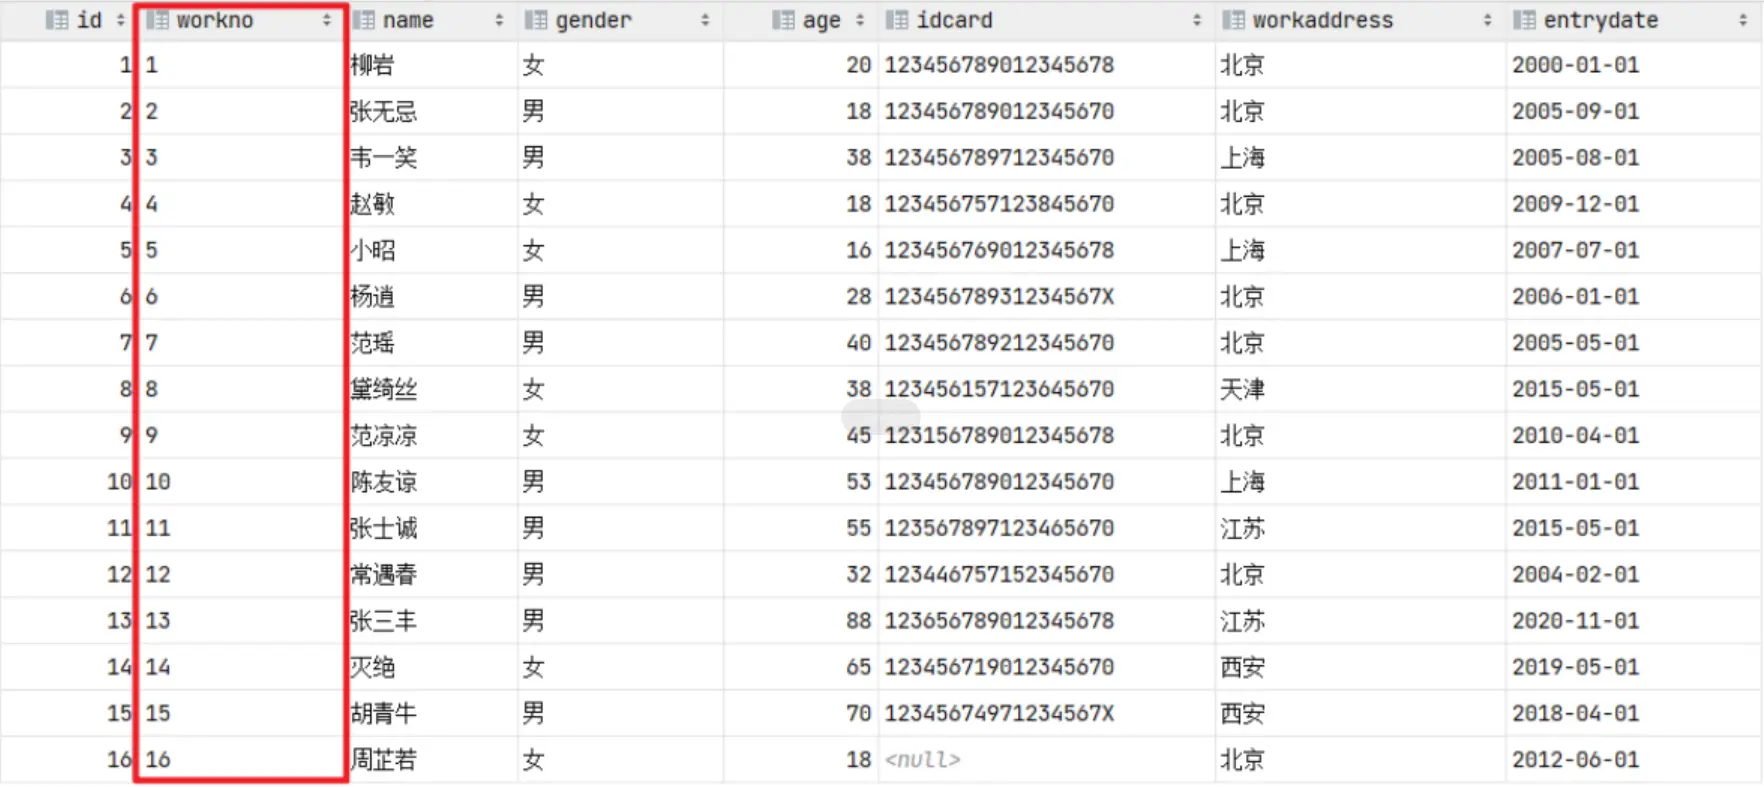 id workno name gender age idcard workaddress entrydate
1 1 柳岩 女 20 123456789012345678 北京 2000-01-01
2 2 张无忌 男 18 123456789012345670 北京 2005-09-01
3 3 韦一笑 男 38 123456789712345670 上海 2005-08-01
4 4 赵敏 女 18 123456757123845670 北京 2009-12-01
5 5 小昭 女 16 123456769012345678 上海 2007-07-01
6 6 杨逍 男 28 12345678931234567X 北京 2006-01-01
7 7 范瑶 男 40 123456789212345670 北京 2005-05-01
8 8 黛绮丝 女 38 123456157123645670 天津 2015-05-01
9 9 范凉凉 女 45 123156789012345678 北京 2010-04-01
10 10 陈友谅 男 53 123456789012345670 上海 2011-01-01
11 11 张士诚 男 55 123567897123465670 江苏 2015-05-01
12 12 常遇春 男 32 123446757152345670 北京 2004-02-01
13 13 张三丰 男 88 123656789012345678 江苏 2020-11-01
14 14 灭绝 女 65 123456719012345670 西安 2019-05-01
15 15 胡青牛 男 70 12345674971234567X 西安 2018-04-01
16 16 周芷若 女 18 <null> 北京 2012-06-01